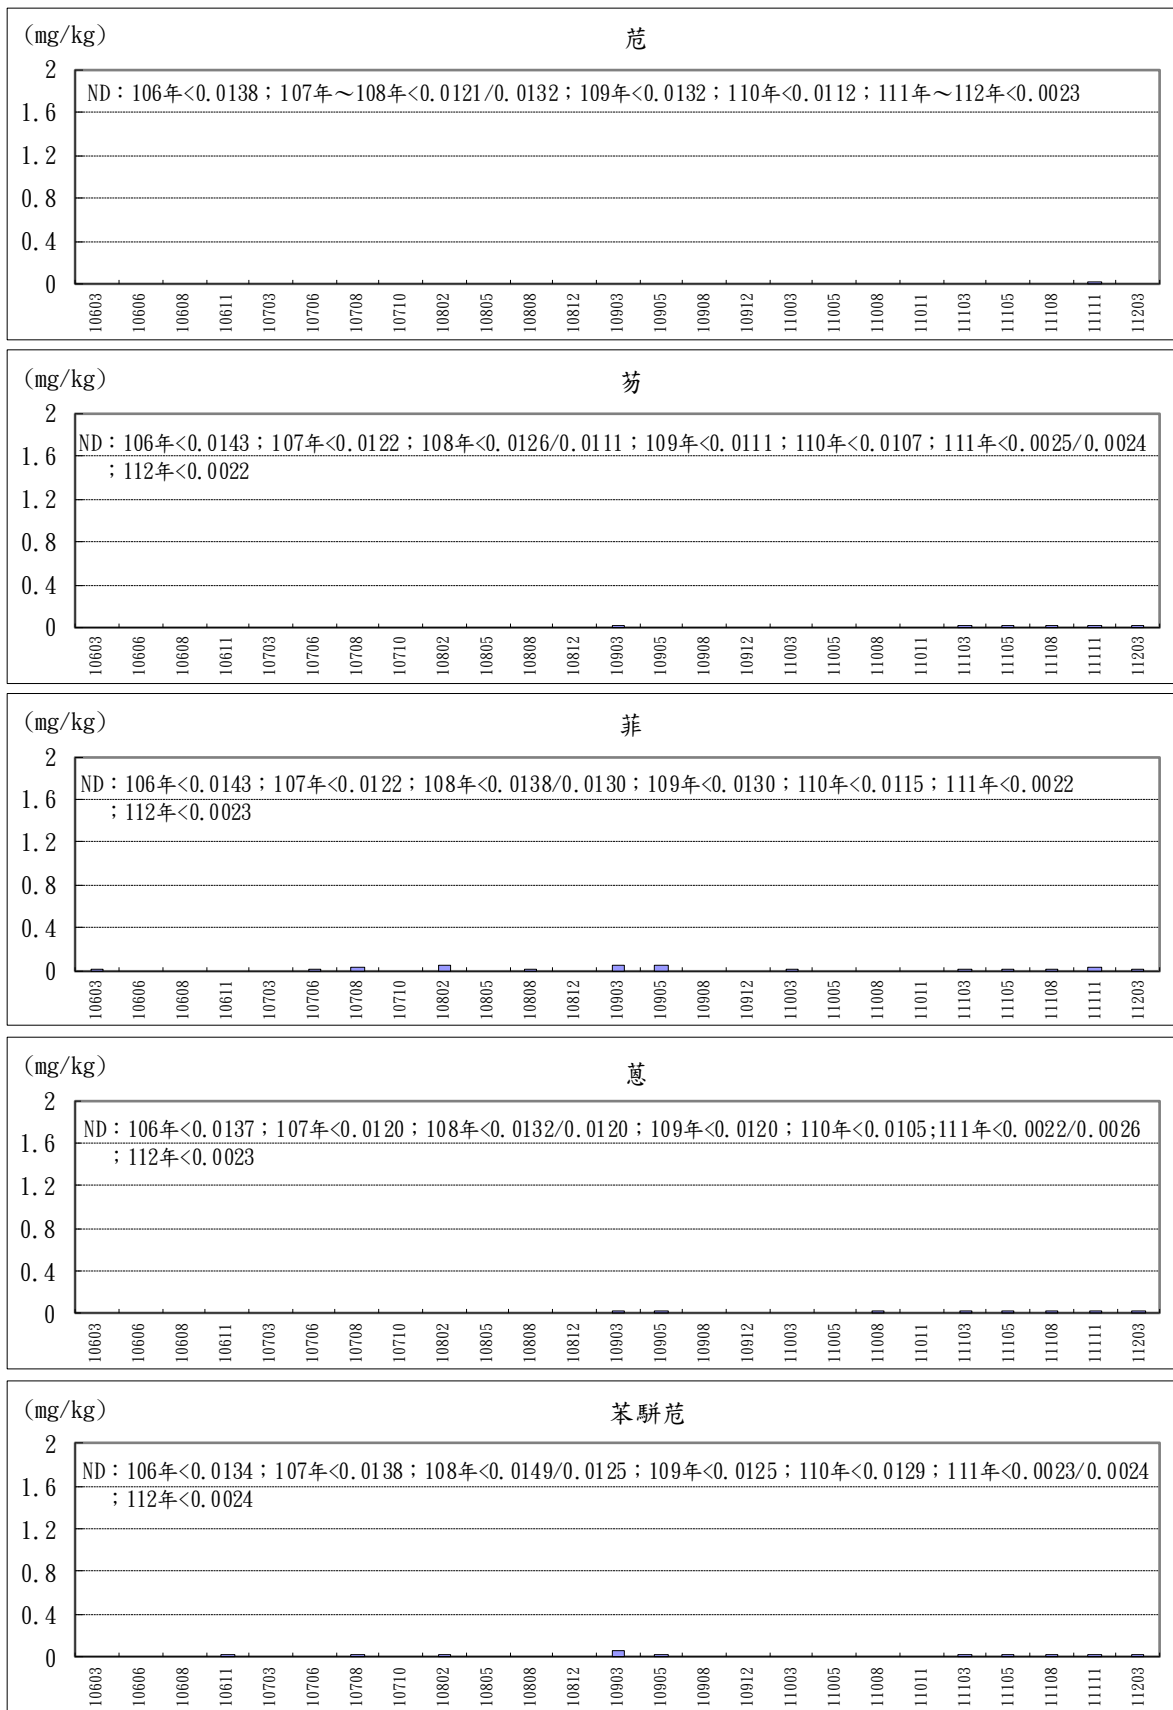 (mg/kg)
苊
2
ND：106年<0.0138；107年～108年<0.0121/0.0132；109年<0.0132；110年<0.0112；111年～112年<0.0023
1.6
1.2
0.8
0.4
0
10603 10606 10608 10611 10703 10706 10708 10710 10802 10805 10808 10812 10903 10905 10908 10912 11003 11005 11008 11011 11103 11105 11108 11111 11203
(mg/kg)
芴
2
ND：106年<0.0143；107年<0.0122；108年<0.0126/0.0111；109年<0.0111；110年<0.0107；111年<0.0025/0.0024
1.6
；112年<0.0022
1.2
0.8
0.4
0
10603 10606 10608 10611 10703 10706 10708 10710 10802 10805 10808 10812 10903 10905 10908 10912 11003 11005 11008 11011 11103 11105 11108 11111 11203
(mg/kg)
菲
2
ND：106年<0.0143；107年<0.0122；108年<0.0138/0.0130；109年<0.0130；110年<0.0115；111年<0.0022
1.6
；112年<0.0023
1.2
0.8
0.4
0
10603 10606 10608 10611 10703 10706 10708 10710 10802 10805 10808 10812 10903 10905 10908 10912 11003 11005 11008 11011 11103 11105 11108 11111 11203
(mg/kg)
蒽
2
ND：106年<0.0137；107年<0.0120；108年<0.0132/0.0120；109年<0.0120；110年<0.0105;111年<0.0022/0.0026
1.6
；112年<0.0023
1.2
0.8
0.4
0
10603 10606 10608 10611 10703 10706 10708 10710 10802 10805 10808 10812 10903 10905 10908 10912 11003 11005 11008 11011 11103 11105 11108 11111 11203
(mg/kg)
苯駢苊
2
ND：106年<0.0134；107年<0.0138；108年<0.0149/0.0125；109年<0.0125；110年<0.0129；111年<0.0023/0.0024
1.6
；112年<0.0024
1.2
0.8
0.4
0
10603 10606 10608 10611 10703 10706 10708 10710 10802 10805 10808 10812 10903 10905 10908 10912 11003 11005 11008 11011 11103 11105 11108 11111 11203